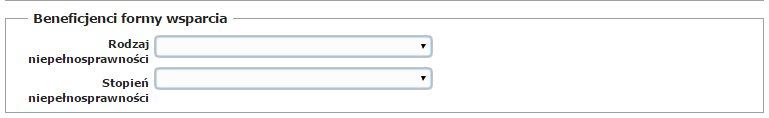 Beneficjenci formy wsparcia
Rodzaj
niepełnosprawności
Stopień
niepełnosprawności